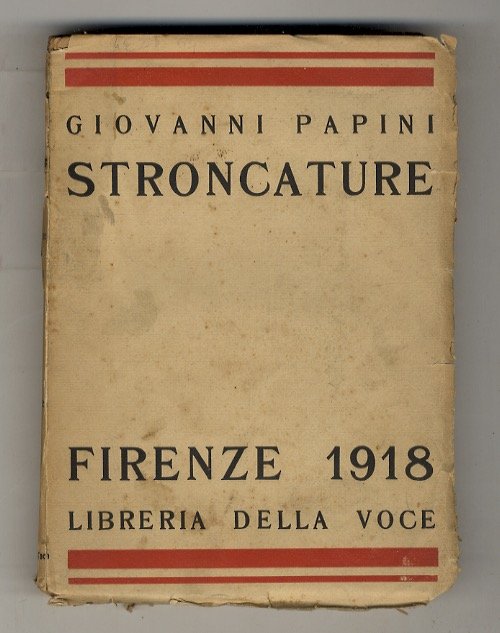 GIOVANNI PAPINI
STRONCATURE
FIRENZE 1918
LIBRERIA DELLA VOCE